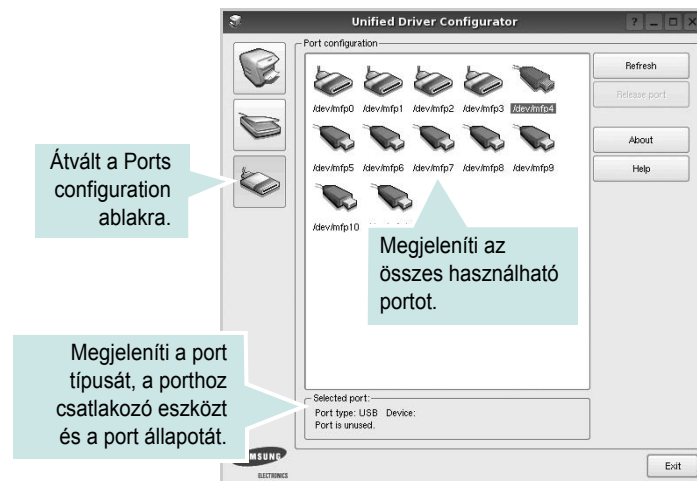 Unified Driver Configurator
Port configuration
/dev/mfp0 /dev/mfp1 /dev/mfp2 /dev/mfp3 /dev/mfp4
/dev/mfp5 /dev/mfp6 /dev/mfp7 /dev/mfp8 /dev/mfp9
/dev/mfp10
Refresh
Release port
About
Help
Átvált a Ports
configuration
ablakra.
Megjeleníti az
összes használható
portot.
Megjeleníti a port
típusát, a porthoz
csatlakozó eszközt
és a port állapotát.
Selected port:
Port type: USB Device:
Port is unused.
MSUNG
ELECTRONICS
Exit